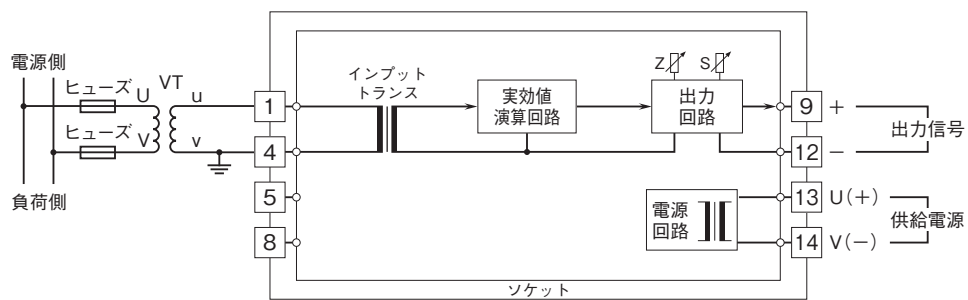 電源側
ヒューズ
U
VT
u
ヒューズ
V
v
負荷側
1
4
5
8
インプット
トランス
実効値
演算回路
Z
S
出力
回路
電源
回路
9
+
12
−
出力信号
13
U(+)
14
V(−)
供給電源
ソケット